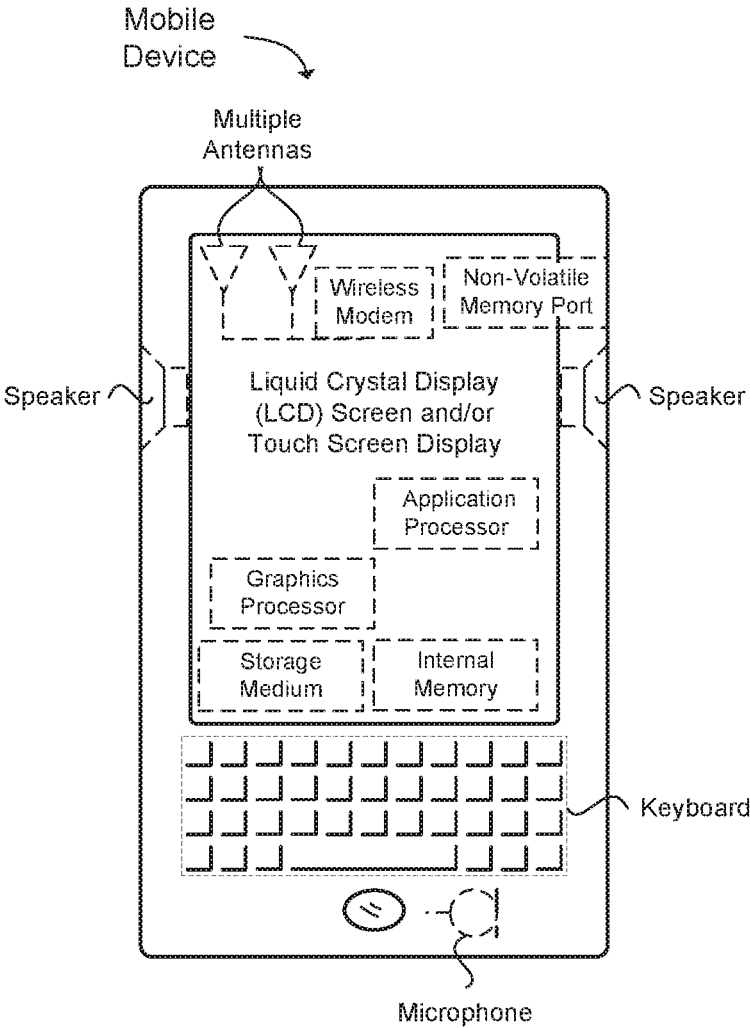 Mobile
Device
Multiple
Antennas
Wireless
Modem
Non-Volatile
Memory Port
Speaker
Liquid Crystal Display
(LCD) Screen and/or
Touch Screen Display
Speaker
Application
Processor
Graphics
Processor
Storage
Medium
Internal
Memory
Keyboard
Microphone